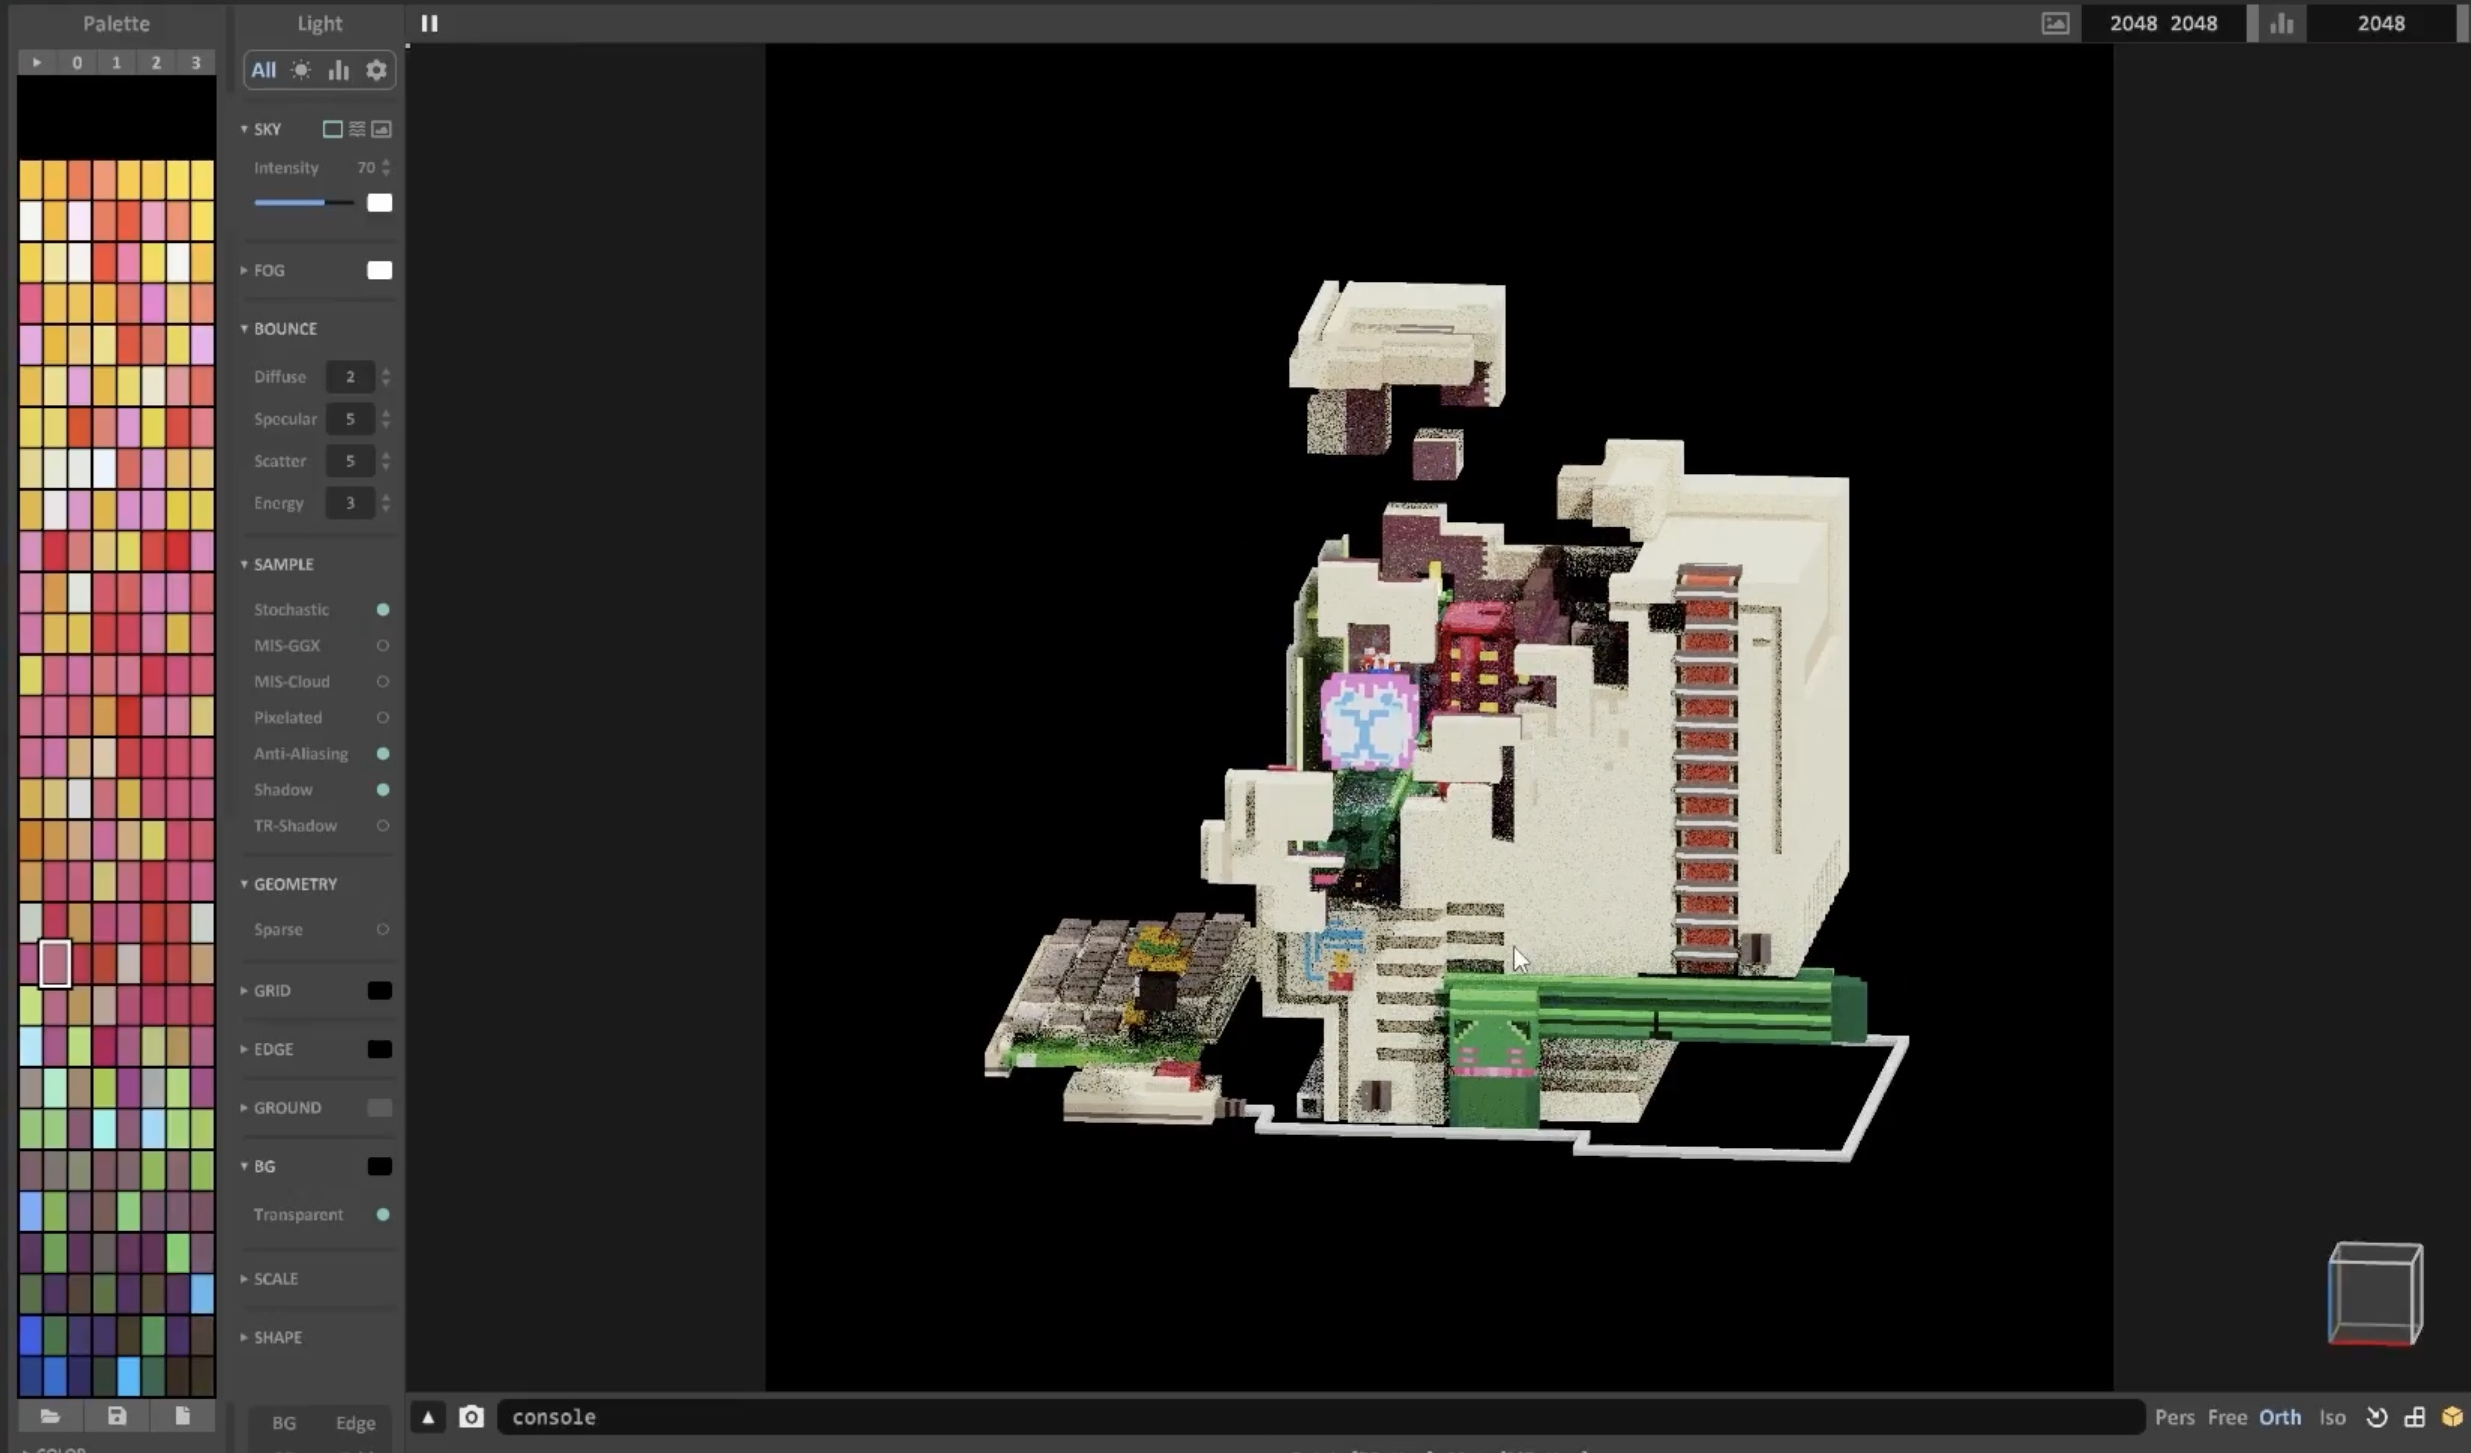 Palette
0 1 2 3
Light
All
SKY
Intensity 70
FOG
BOUNCE
Diffuse 2
Specular 5
Scatter 5
Energy 3
SAMPLE
Stochastic
MIS-GGX
MIS-Cloud
Pixelated
Anti-Aliasing
Shadow
TR-Shadow
GEOMETRY
Sparse
GRID
EDGE
GROUND
BG
Transparent
SCALE
SHAPE
BG Edge
2048 2048
2048
console
Pers Free Orth Iso